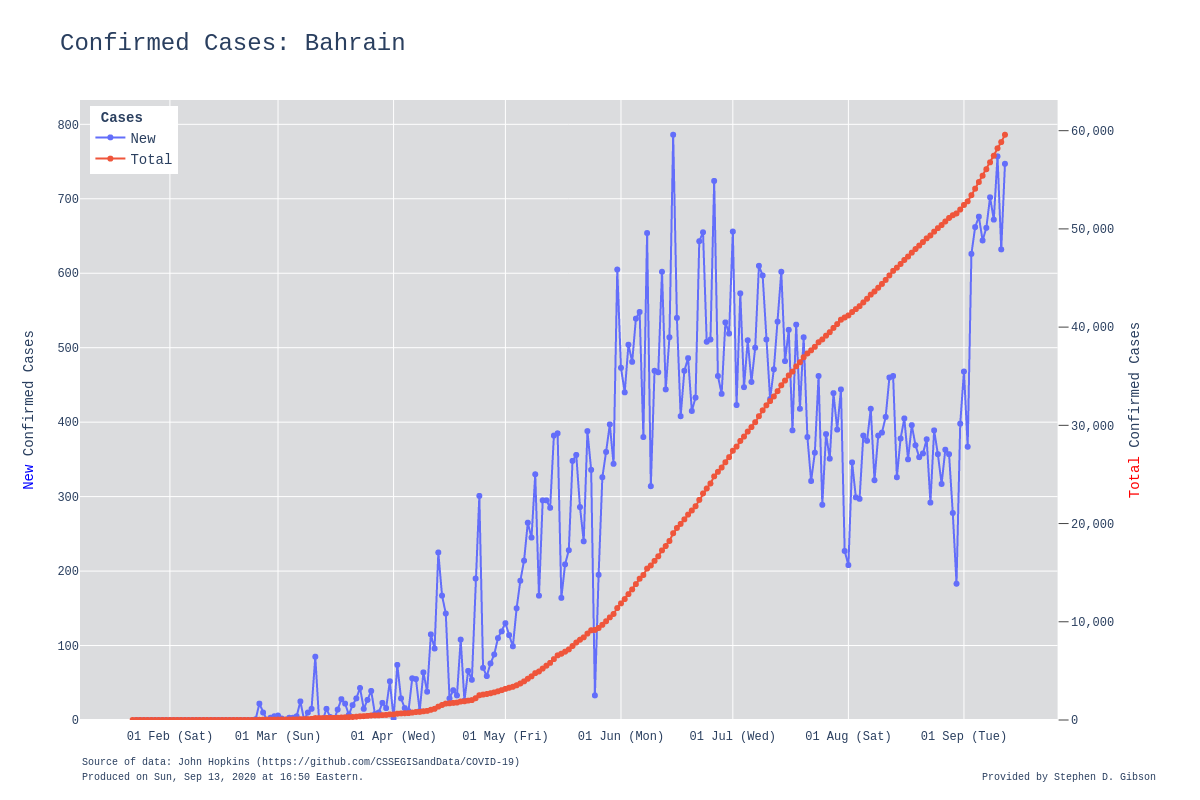 Confirmed Cases: Bahrain
Cases
New
Total
800
700
600
500
400
300
200
100
0
60,000
50,000
40,000
30,000
20,000
10,000
0
New Confirmed Cases
Total Confirmed Cases
01 Feb (Sat)
01 Mar (Sun)
01 Apr (Wed)
01 May (Fri)
01 Jun (Mon)
01 Jul (Wed)
01 Aug (Sat)
01 Sep (Tue)
Source of data: John Hopkins (https://github.com/CSSEGISandData/COVID-19)
Produced on Sun, Sep 13, 2020 at 16:50 Eastern.
Provided by Stephen D. Gibson